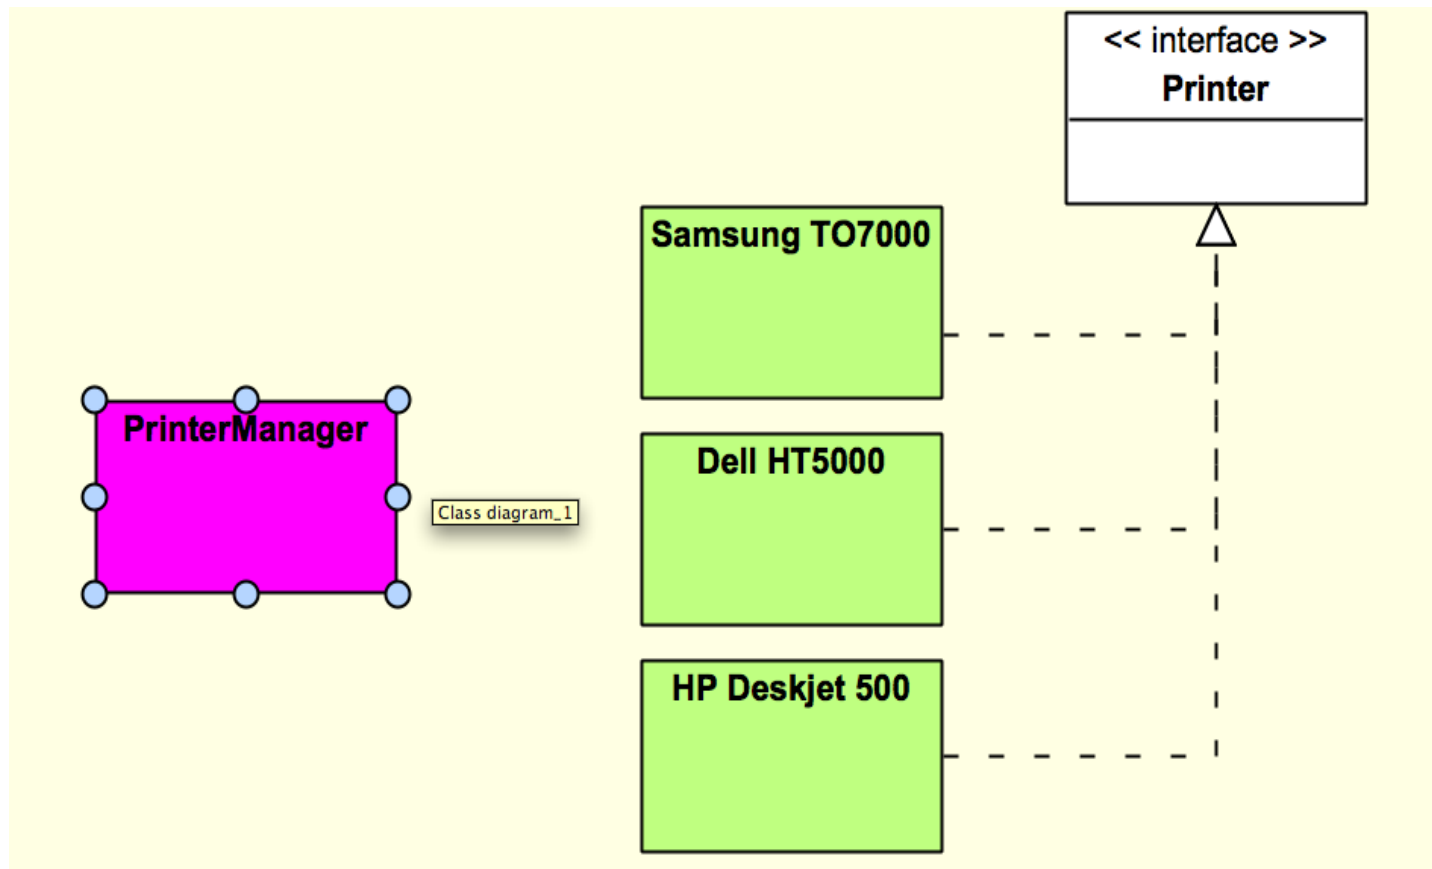 << interface >>
Printer
Samsung TO7000
PrinterManager
Dell HT5000
Class diagram_1
HP Deskjet 500